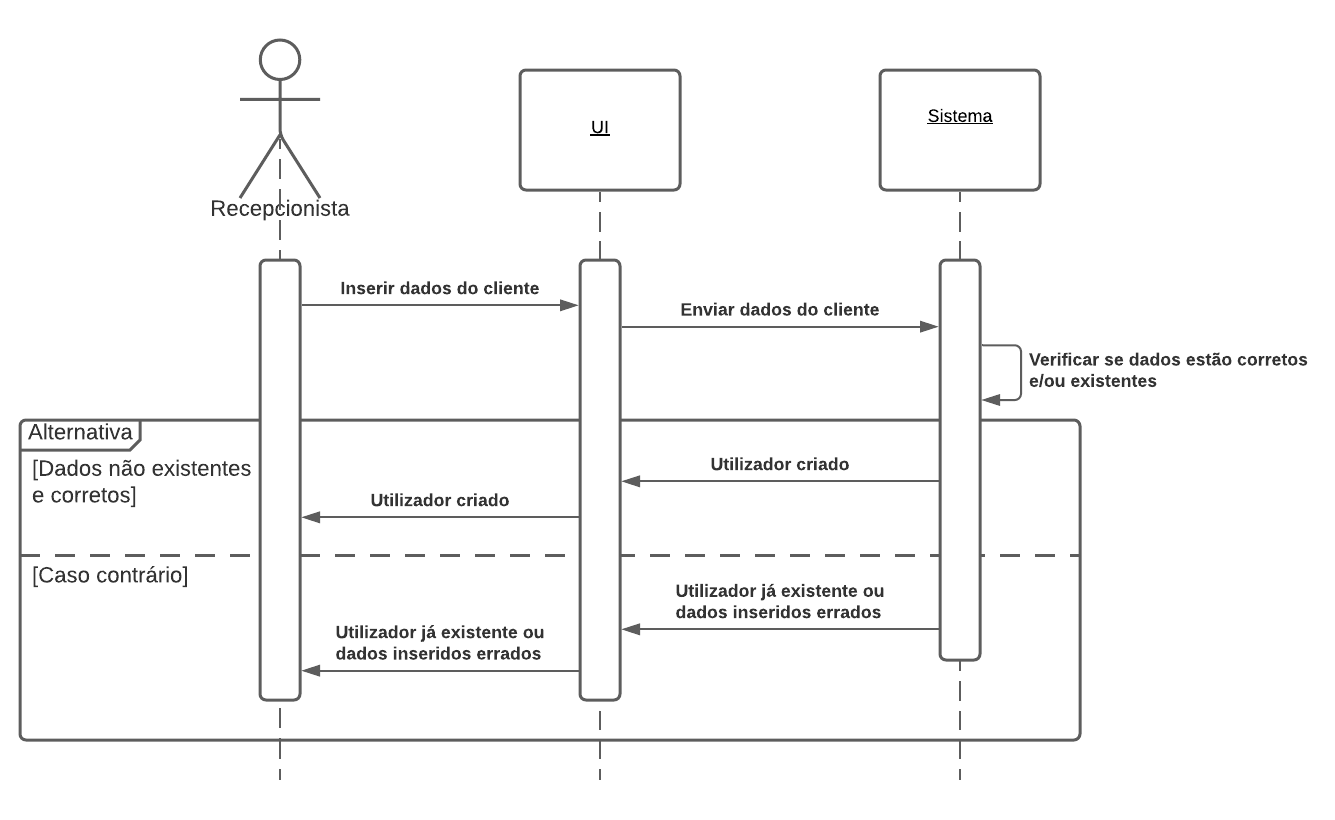 UI
Sistema
Recepcionista
Inserir dados do cliente
Enviar dados do cliente
Verificar se dados estão corretos
e/ou existentes
Alternativa
[Dados não existentes
e corretos]
Utilizador criado
Utilizador criado
[Caso contrário]
Utilizador já existente ou
dados inseridos errados
Utilizador já existente ou
dados inseridos errados